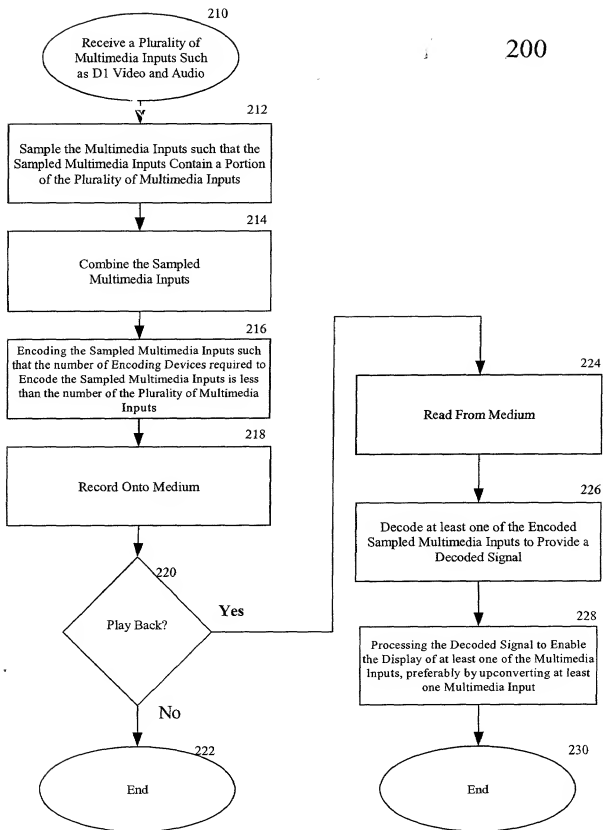 210
Receive a Plurality of
Multimedia Inputs Such
as D1 Video and Audio
200
212
Sample the Multimedia Inputs such that the
Sampled Multimedia Inputs Contain a Portion
of the Plurality of Multimedia Inputs
214
Combine the Sampled
Multimedia Inputs
216
Encoding the Sampled Multimedia Inputs such
that the number of Encoding Devices required to
Encode the Sampled Multimedia Inputs is less
than the number of the Plurality of Multimedia
Inputs
218
Record Onto Medium
220
Play Back?
Yes
No
222
End
224
Read From Medium
226
Decode at least one of the Encoded
Sampled Multimedia Inputs to Provide a
Decoded Signal
228
Processing the Decoded Signal to Enable
the Display of at least one of the Multimedia
Inputs, preferably by upconverting at least
one Multimedia Input
230
End